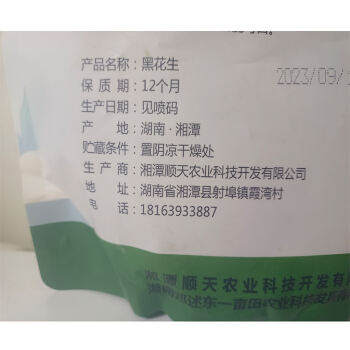 产品名称：黑花生
保质期：12个月
生产日期：见喷码
产地：湖南·湘潭
贮藏条件：置阴凉干燥处
生产商：湘潭顺天农业科技开发有限公司
地址：湖南省湘潭县射埠镇霞湾村
电话：18163933887
2023/09/
湘潭顺天农业科技开发有限